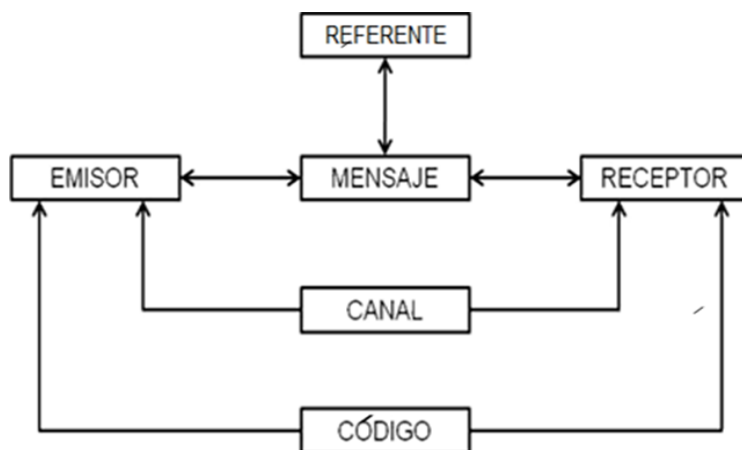 REFERENTE
EMISOR
MENSAJE
RECEPTOR
CANAL
CÓDIGO